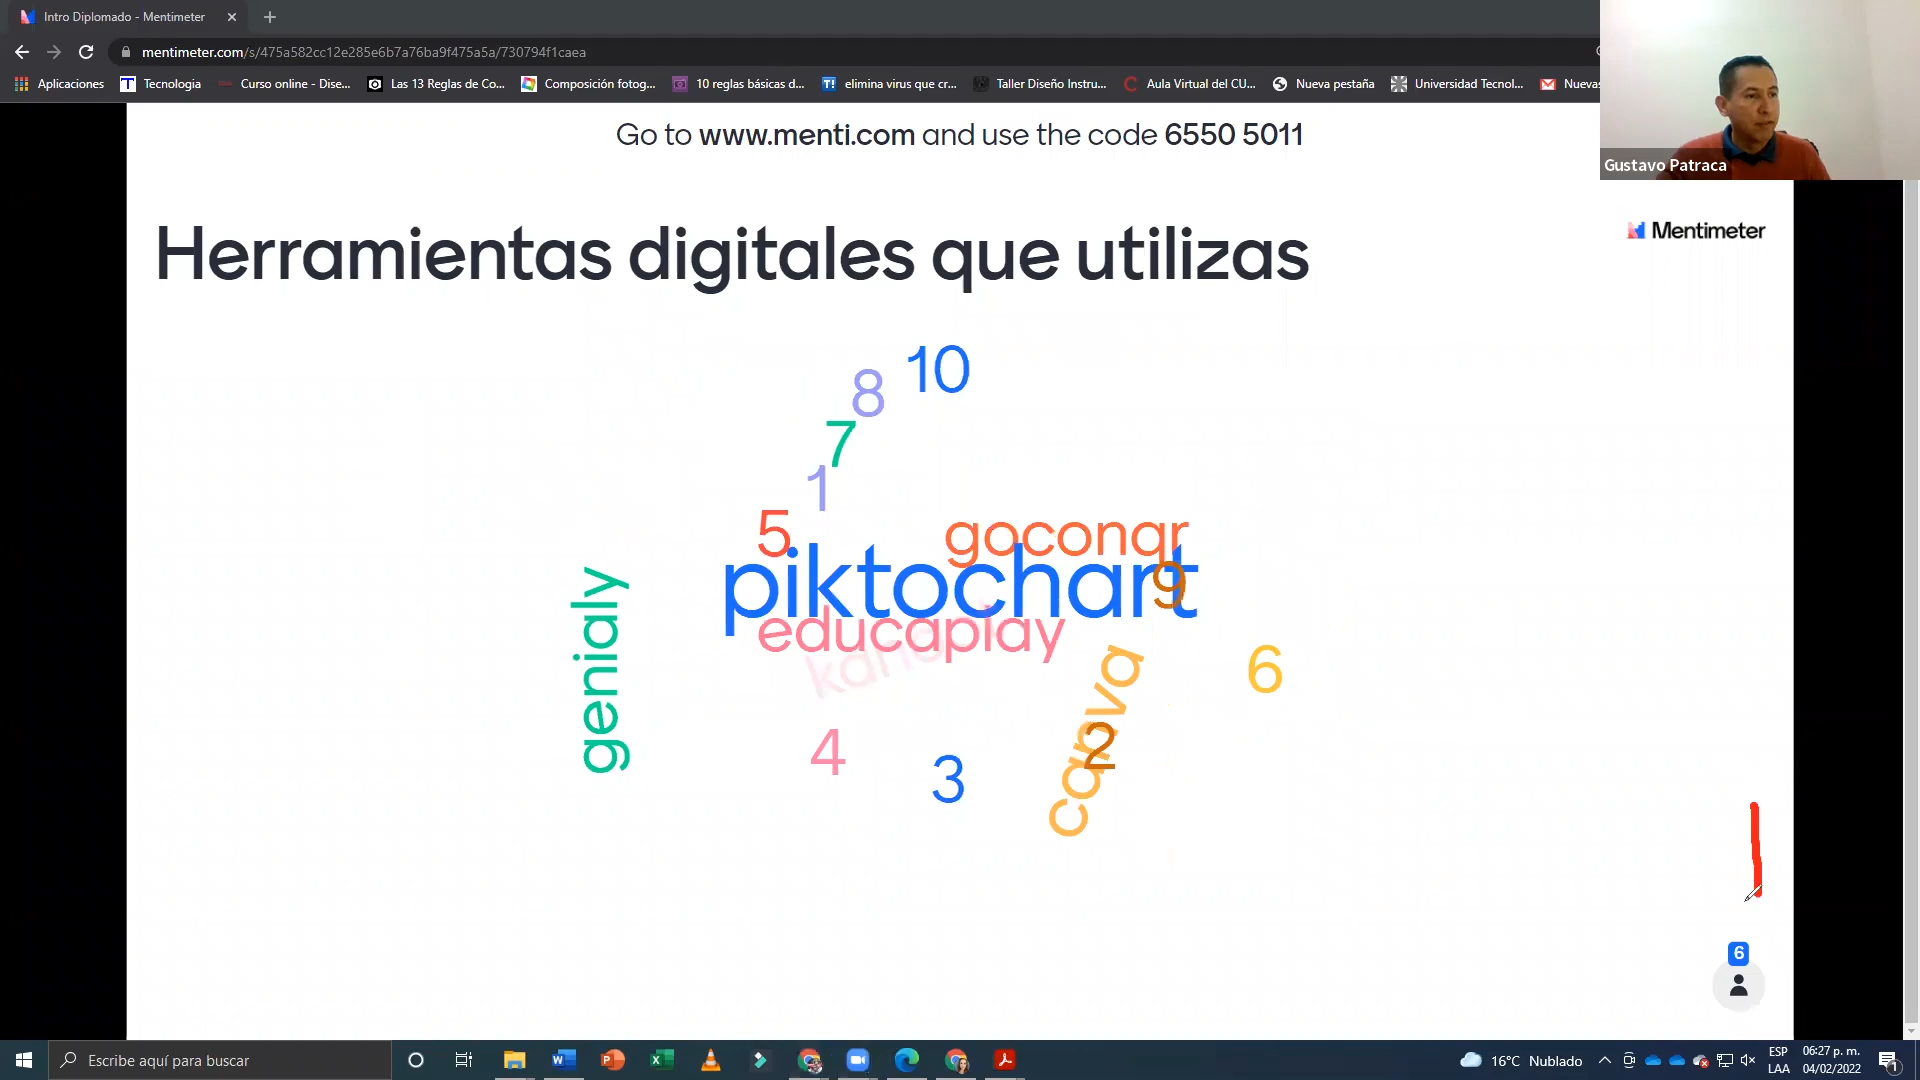 Intro Diplomado - Mentimeter
mentimeter.com/s/475a582cc12e285e6b7a76ba9f475a5a/730794f1caea
Aplicaciones Tecnologia Curso online - Dise... Las 13 Reglas de Co... Composición fotog... 10 reglas básicas d... elimina virus que cr... Taller Diseño Instru... Aula Virtual del CU... Nueva pestaña Universidad Tecnol... Nuevas
Gustavo Patraca
Go to www.menti.com and use the code 6550 5011
Mentimeter
Herramientas digitales que utilizas
10
8
7
1
5
goconqr
piktochart
9
educaplay
genialy
canva
6
2
4
3
6
Escribe aquí para buscar
16°C Nublado
ESP
LAA
06:27 p. m.
04/02/2022
1